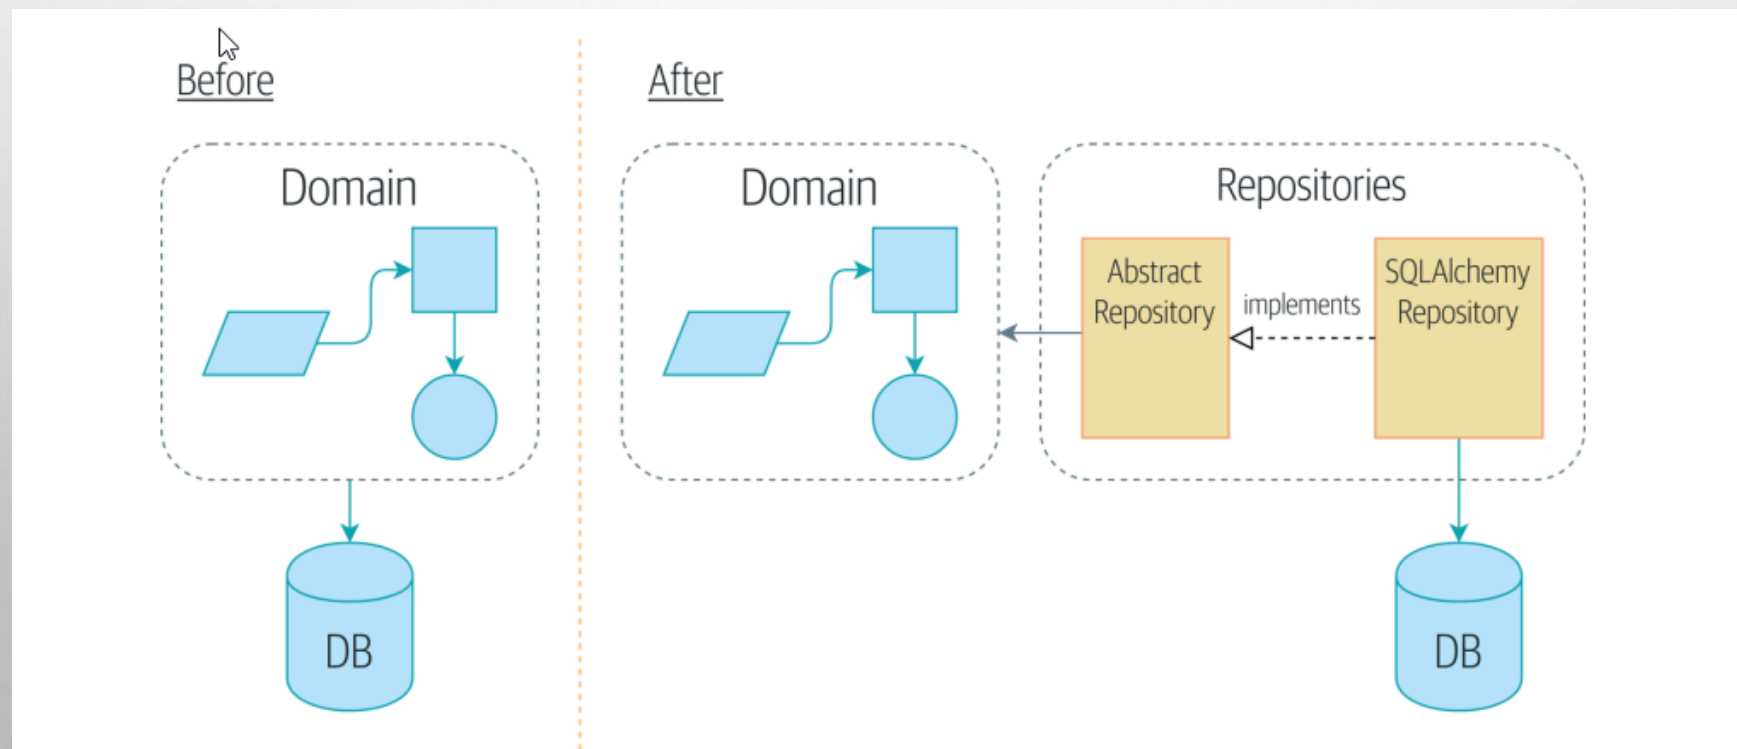 Before
Domain
DB
After
Domain
Repositories
Abstract
Repository
implements
SQLAlchemy
Repository
DB